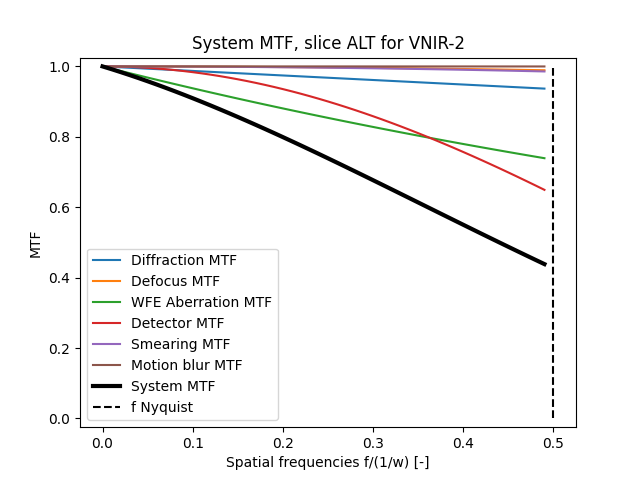 System MTF, slice ALT for VNIR-2
MTF
1.0
0.8
0.6
0.4
0.2
0.0
Diffraction MTF
Defocus MTF
WFE Aberration MTF
Detector MTF
Smearing MTF
Motion blur MTF
System MTF
f Nyquist
0.0 0.1 0.2 0.3 0.4 0.5
Spatial frequencies f/(1/w) [-]